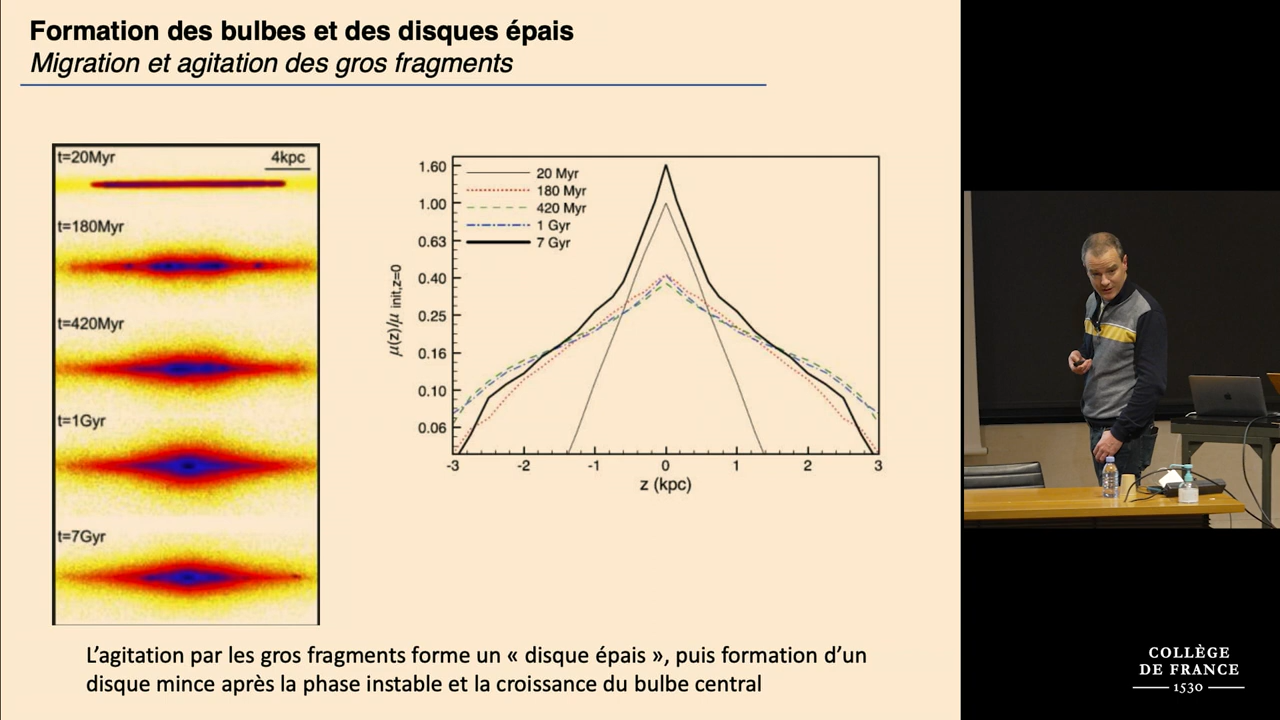 Formation des bulbes et des disques épais
Migration et agitation des gros fragments
t=20Myr
4kpc
t=180Myr
t=420Myr
t=1Gyr
t=7Gyr
20 Myr
180 Myr
420 Myr
1 Gyr
7 Gyr
1.60
1.00
0.63
0.40
0.25
0.16
0.10
0.06
μ(z)/μ init,z=0
-3 -2 -1 0 1 2 3
z (kpc)
L'agitation par les gros fragments forme un « disque épais », puis formation d'un
disque mince après la phase instable et la croissance du bulbe central
COLLÈGE
DE FRANCE
1530